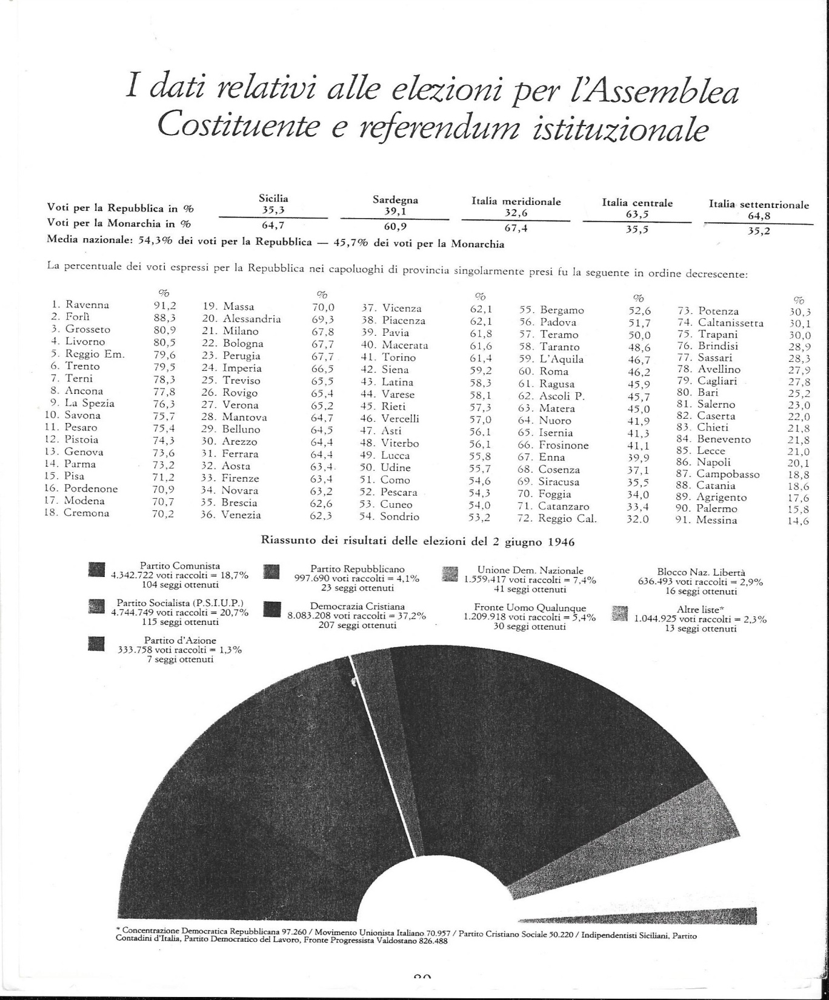 I dati relativi alle elezioni per l'Assemblea
Costituente e referendum istituzionale
Sicilia Sardegna Italia meridionale Italia centrale Italia settentrionale
Voti per la Repubblica in % 35,3 39,1 32,6 63,5 64,8
Voti per la Monarchia in % 64,7 60,9 67,4 35,5 35,2
Media nazionale: 54,3% dei voti per la Repubblica — 45,7% dei voti per la Monarchia
La percentuale dei voti espressi per la Repubblica nei capoluoghi di provincia singolarmente presi fu la seguente in ordine decrescente:
%
1. Ravenna 91,2
2. Forlì 88,3
3. Grosseto 80,9
4. Livorno 80,5
5. Reggio Em. 79,6
6. Trento 79,5
7. Terni 78,3
8. Ancona 77,8
9. La Spezia 76,3
10. Savona 75,7
11. Pesaro 75,4
12. Pistoia 74,3
13. Genova 73,6
14. Parma 73,2
15. Pisa 71,2
16. Pordenone 70,9
17. Modena 70,7
18. Cremona 70,2
%
19. Massa 70,0
20. Alessandria 69,3
21. Milano 67,8
22. Bologna 67,7
23. Perugia 67,7
24. Imperia 66,5
25. Treviso 65,5
26. Rovigo 65,4
27. Verona 65,2
28. Mantova 64,7
29. Belluno 64,5
30. Arezzo 64,4
31. Ferrara 64,4
32. Aosta 63,4
33. Firenze 63,4
34. Novara 63,2
35. Brescia 62,6
36. Venezia 62,3
%
37. Vicenza 62,1
38. Piacenza 62,1
39. Pavia 61,8
40. Macerata 61,6
41. Torino 61,4
42. Siena 59,2
43. Latina 58,3
44. Varese 58,1
45. Rieti 57,3
46. Vercelli 57,0
47. Asti 56,1
48. Viterbo 56,1
49. Lucca 55,8
50. Udine 55,7
51. Como 54,6
52. Pescara 54,3
53. Cuneo 54,0
54. Sondrio 53,2
%
55. Bergamo 52,6
56. Padova 51,7
57. Teramo 50,0
58. Taranto 48,6
59. L'Aquila 46,7
60. Roma 46,2
61. Ragusa 45,9
62. Ascoli P. 45,7
63. Matera 45,0
64. Nuoro 41,9
65. Isernia 41,3
66. Frosinone 41,1
67. Enna 39,9
68. Cosenza 37,1
69. Siracusa 35,5
70. Foggia 34,0
71. Catanzaro 33,4
72. Reggio Cal. 32.0
%
73. Potenza 30,3
74. Caltanissetta 30,1
75. Trapani 30,0
76. Brindisi 28,9
77. Sassari 28,3
78. Avellino 27,9
79. Cagliari 27,8
80. Bari 25,2
81. Salerno 23,0
82. Caserta 22,0
83. Chieti 21,8
84. Benevento 21,8
85. Lecce 21,0
86. Napoli 20,1
87. Campobasso 18,8
88. Catania 18,6
89. Agrigento 17,6
90. Palermo 15,8
91. Messina 14,6
Riassunto dei risultati delle elezioni del 2 giugno 1946
Partito Comunista
4.342.722 voti raccolti = 18,7%
104 seggi ottenuti
Partito Socialista (P.S.I.U.P.)
4.744.749 voti raccolti = 20,7%
115 seggi ottenuti
Partito d'Azione
333.758 voti raccolti = 1,3%
7 seggi ottenuti
Partito Repubblicano
997.690 voti raccolti = 4,1%
23 seggi ottenuti
Democrazia Cristiana
8.083.208 voti raccolti = 37,2%
207 seggi ottenuti
Unione Dem. Nazionale
1.559.417 voti raccolti = 7,4%
41 seggi ottenuti
Fronte Uomo Qualunque
1.209.918 voti raccolti = 5,4%
30 seggi ottenuti
Blocco Naz. Libertà
636.493 voti raccolti = 2,9%
16 seggi ottenuti
Altre liste*
1.044.925 voti raccolti = 2,3%
13 seggi ottenuti
* Concentrazione Democratica Repubblicana 97.260 / Movimento Unionista Italiano 70.957 / Partito Cristiano Sociale 50.220 / Indipendentisti Siciliani, Partito
Contadini d'Italia, Partito Democratico del Lavoro, Fronte Progressista Valdostano 826.488